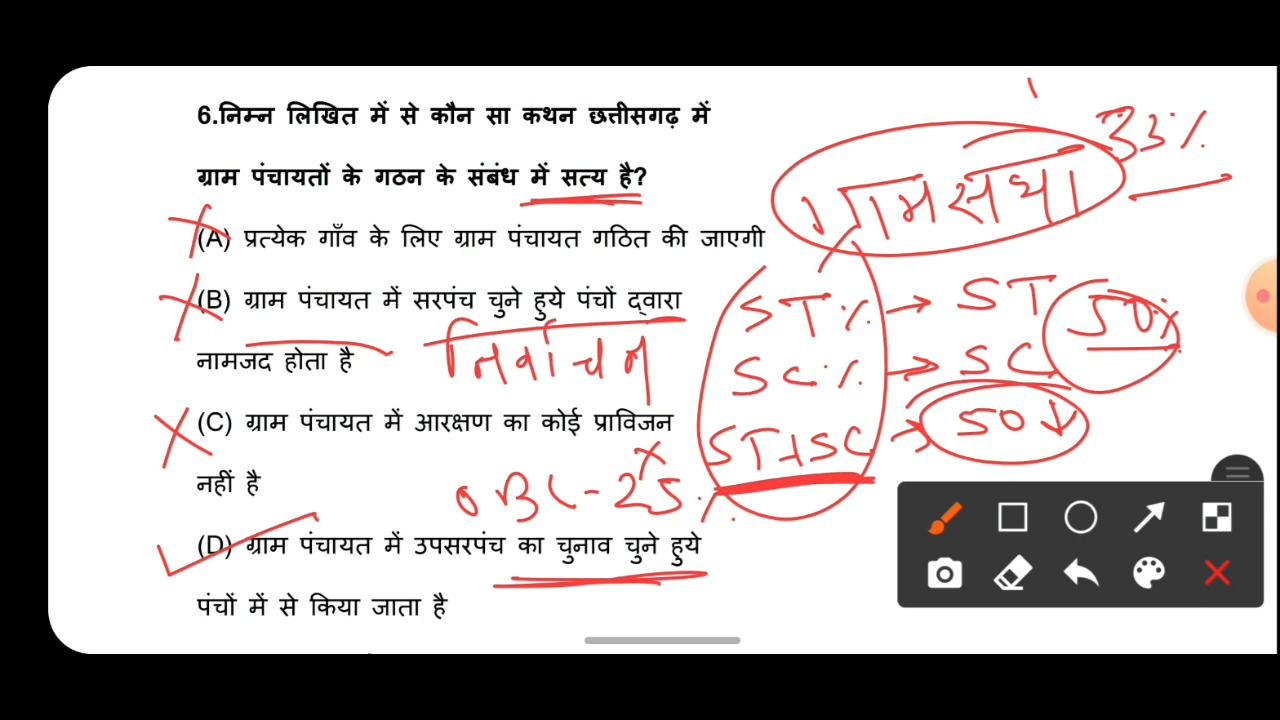 6.निम्न लिखित में से कौन सा कथन छत्तीसगढ़ में
33%
ग्राम पंचायतों के गठन के संबंध में सत्य है?
ग्रामसभा
(A) प्रत्येक गाँव के लिए ग्राम पंचायत गठित की जाएगी
(B) ग्राम पंचायत में सरपंच चुने हुये पंचों द्वारा
ST% → ST 50%
नामजद होता है
निर्वाचन
SC% → SC
(C) ग्राम पंचायत में आरक्षण का कोई प्राविजन
ST+SC → 50↓
नहीं है
OBC-25%
(D) ग्राम पंचायत में उपसरपंच का चुनाव चुने हुये
पंचों में से किया जाता है